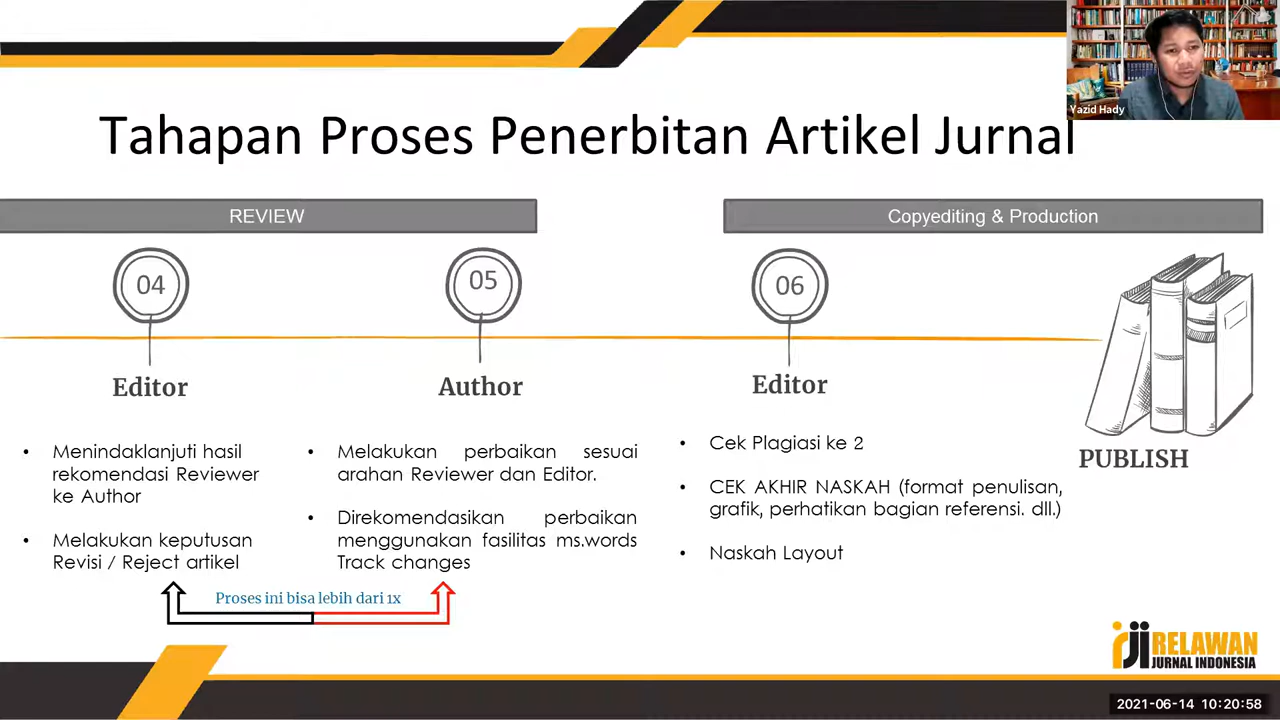 Yazid Hady
Tahapan Proses Penerbitan Artikel Jurnal
REVIEW
Copyediting & Production
04
05
06
Editor
Author
Editor
• Menindaklanjuti hasil
rekomendasi Reviewer
ke Author
• Melakukan keputusan
Revisi / Reject artikel
• Melakukan perbaikan sesuai
arahan Reviewer dan Editor.
• Direkomendasikan perbaikan
menggunakan fasilitas ms.words
Track changes
Proses ini bisa lebih dari 1x
• Cek Plagiasi ke 2
• CEK AKHIR NASKAH (format penulisan,
grafik, perhatikan bagian referensi. dll.)
• Naskah Layout
PUBLISH
rji RELAWAN
JURNAL INDONESIA
2021-06-14 10:20:58